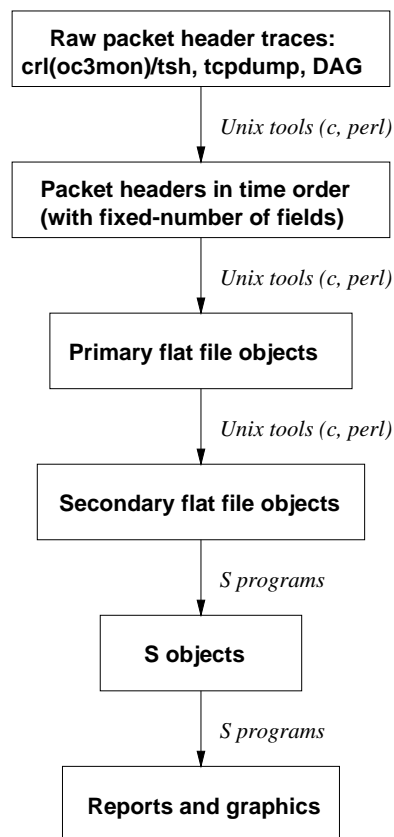 Raw packet header traces:
crl(oc3mon)/tsh, tcpdump, DAG
Unix tools (c, perl)
Packet headers in time order
(with fixed-number of fields)
Unix tools (c, perl)
Primary flat file objects
Unix tools (c, perl)
Secondary flat file objects
S programs
S objects
S programs
Reports and graphics